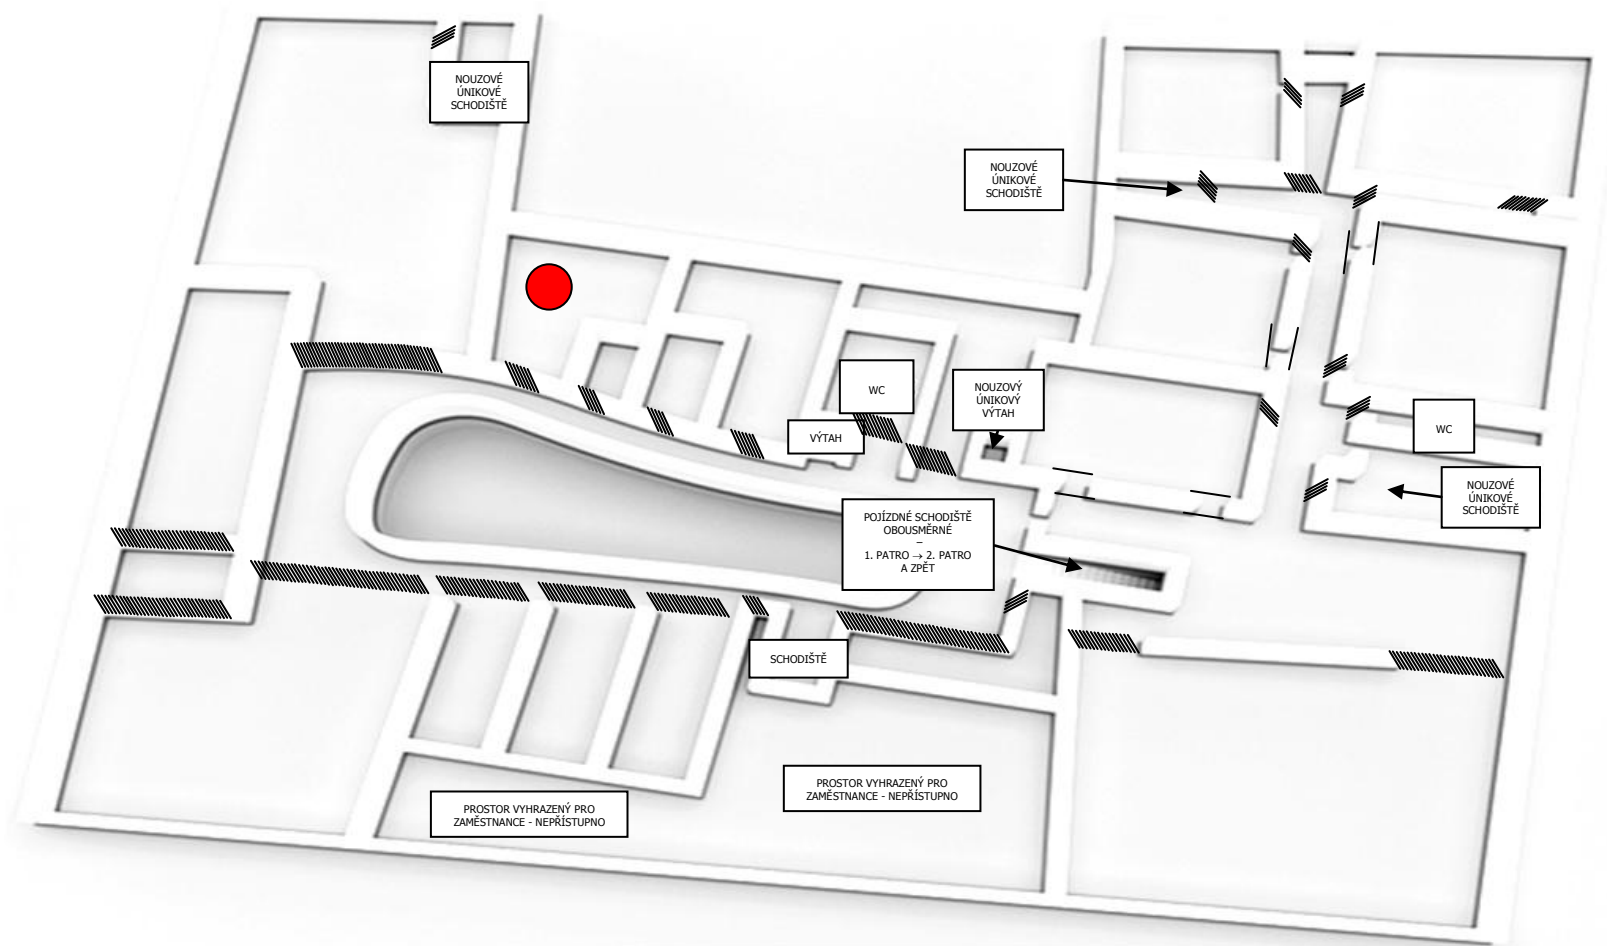 NOUZOVÉ
ÚNIKOVÉ
SCHODIŠTĚ
NOUZOVÉ
ÚNIKOVÉ
SCHODIŠTĚ
WC
NOUZOVÝ
ÚNIKOVÝ
VÝTAH
VÝTAH
WC
NOUZOVÉ
ÚNIKOVÉ
SCHODIŠTĚ
POJÍZDNÉ SCHODIŠTĚ
OBOUSMĚRNÉ
–
1. PATRO → 2. PATRO
A ZPĚT
SCHODIŠTĚ
PROSTOR VYHRAZENÝ PRO
ZAMĚSTNANCE - NEPŘÍSTUPNO
PROSTOR VYHRAZENÝ PRO
ZAMĚSTNANCE - NEPŘÍSTUPNO